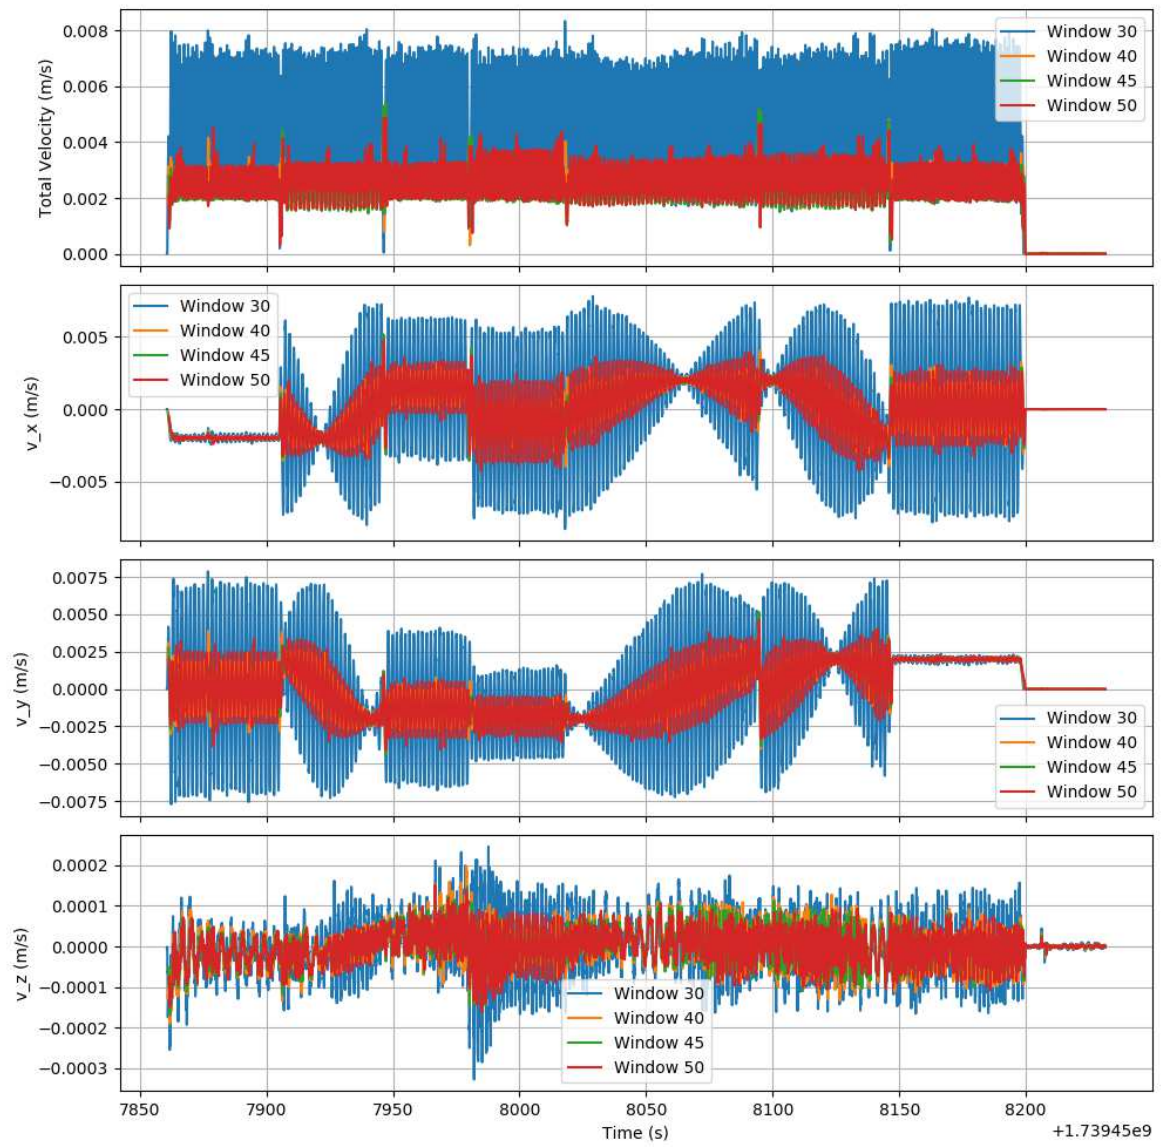 0.008
0.006
0.004
0.002
0.000
Total Velocity (m/s)
Window 30
Window 40
Window 45
Window 50
0.005
0.000
−0.005
v_x (m/s)
Window 30
Window 40
Window 45
Window 50
0.0075
0.0050
0.0025
0.0000
−0.0025
−0.0050
−0.0075
v_y (m/s)
Window 30
Window 40
Window 45
Window 50
0.0002
0.0001
0.0000
−0.0001
−0.0002
−0.0003
v_z (m/s)
Window 30
Window 40
Window 45
Window 50
7850 7900 7950 8000 8050 8100 8150 8200
+1.73945e9
Time (s)